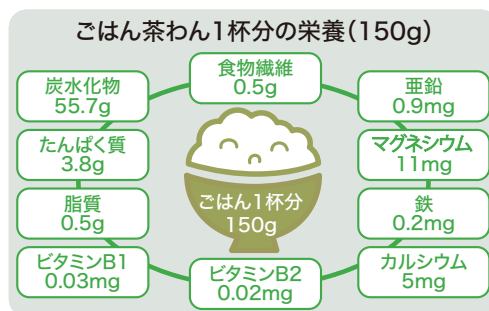 ごはん茶わん1杯分の栄養（150g）
食物繊維
0.5g
炭水化物
55.7g
亜鉛
0.9mg
たんぱく質
3.8g
マグネシウム
11mg
ごはん1杯分
150g
脂質
0.5g
鉄
0.2mg
ビタミンB1
0.03mg
ビタミンB2
0.02mg
カルシウム
5mg